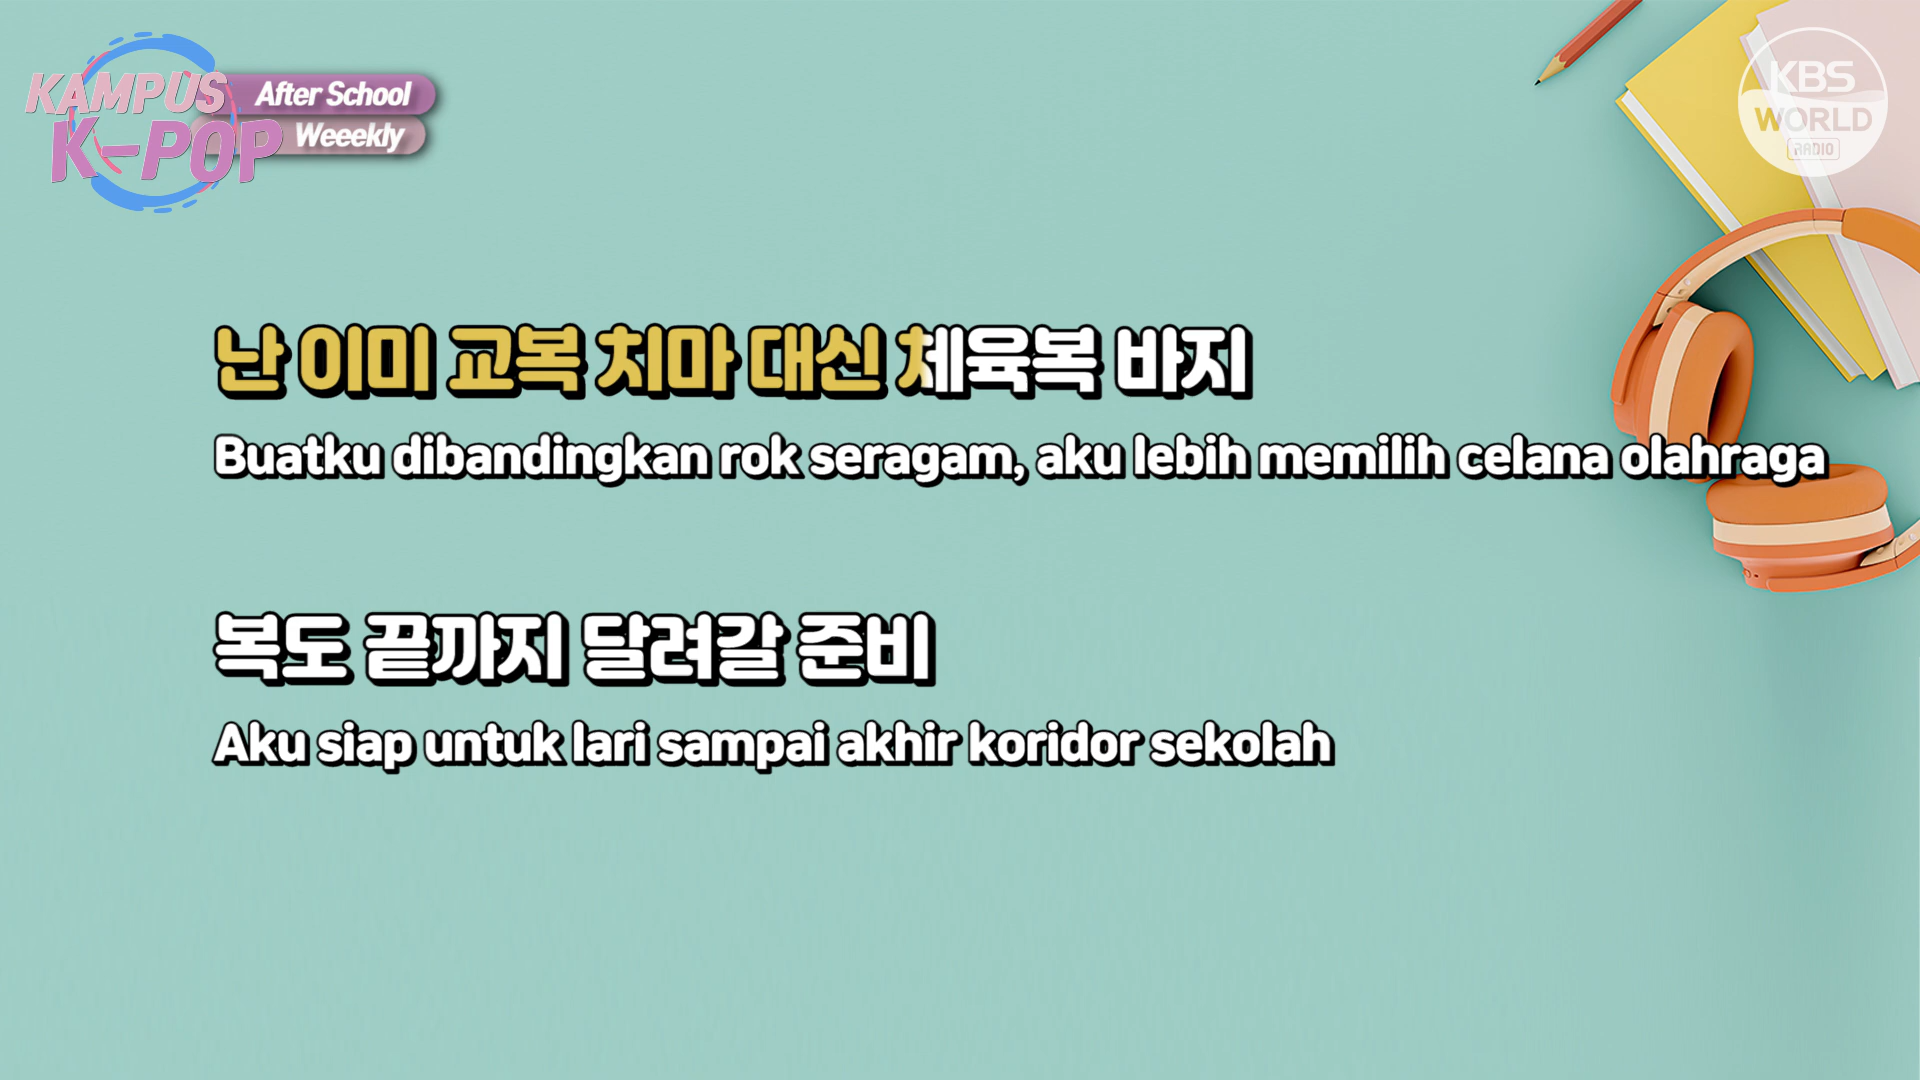 KAMPUS
K-POP
After School
Weeekly
KBS
WORLD
RADIO
난 이미 교복 치마 대신 체육복 바지
Buatku dibandingkan rok seragam, aku lebih memilih celana olahraga
복도 끝까지 달려갈 준비
Aku siap untuk lari sampai akhir koridor sekolah